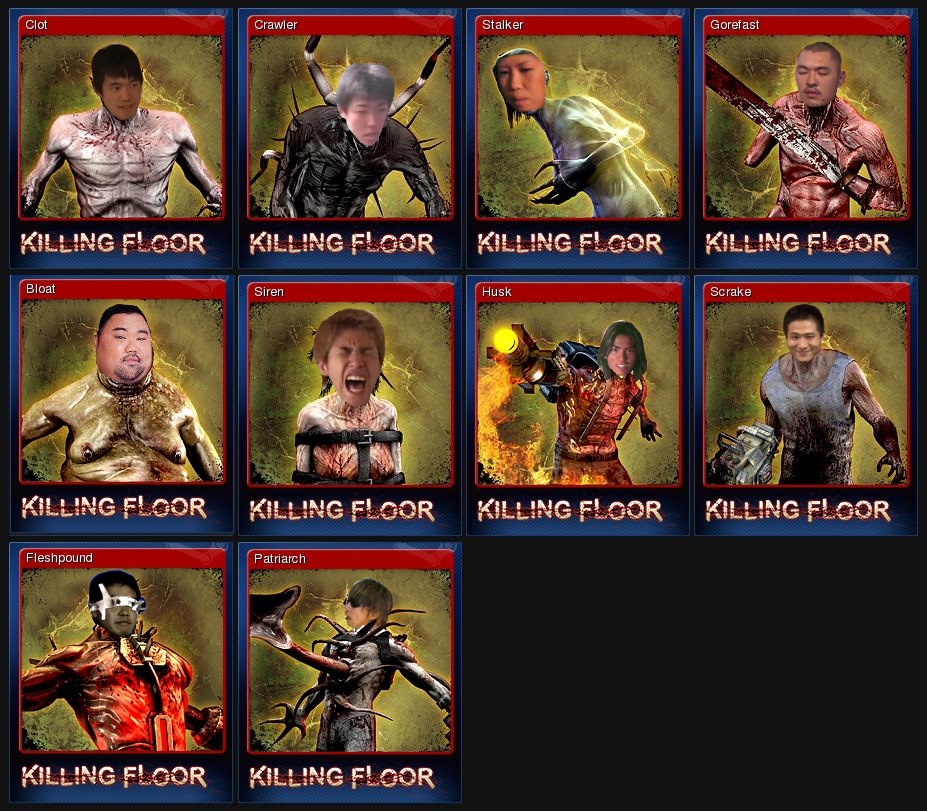 Clot
Crawler
Stalker
Gorefast
KILLING FLOOR
KILLING FLOOR
KILLING FLOOR
KILLING FLOOR
Bloat
Siren
Husk
Scrake
KILLING FLOOR
KILLING FLOOR
KILLING FLOOR
KILLING FLOOR
Fleshpound
Patriarch
KILLING FLOOR
KILLING FLOOR